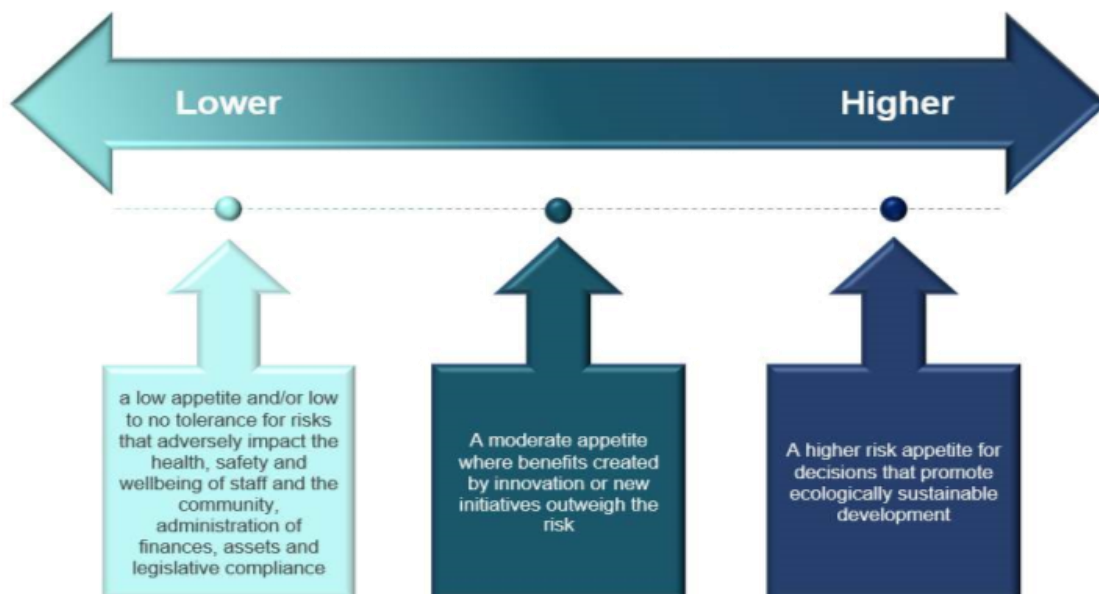 Lower
Higher
a low appetite and/or low
to no tolerance for risks
that adversely impact the
health, safety and
wellbeing of staff and the
community,
administration of
finances, assets and
legislative compliance
A moderate appetite
where benefits created
by innovation or new
initiatives outweigh the
risk
A higher risk appetite for
decisions that promote
ecologically sustainable
development